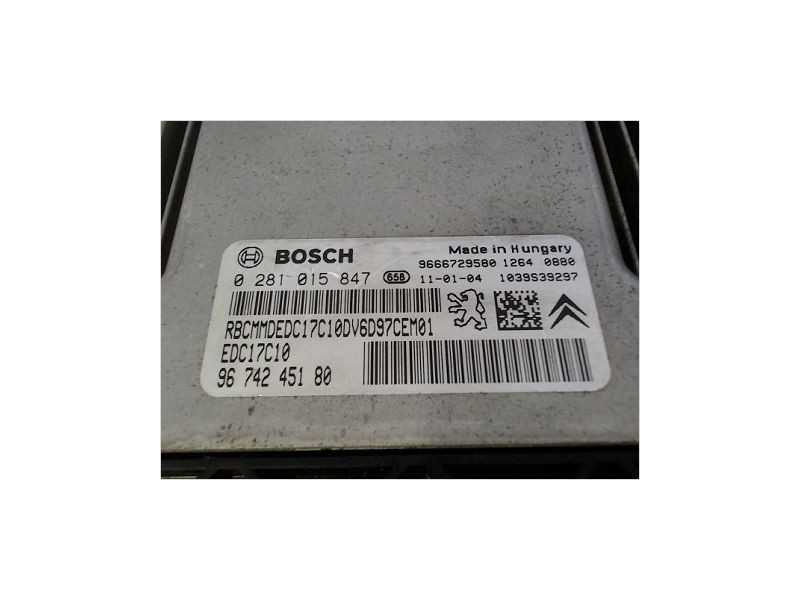 BOSCH
Made in Hungary
0 281 015 847 658
9666729580 1264 0880
11-01-04 1039S39297
RBCMMDEDC17C10DV6D97CEM01
EDC17C10
96 742 451 80